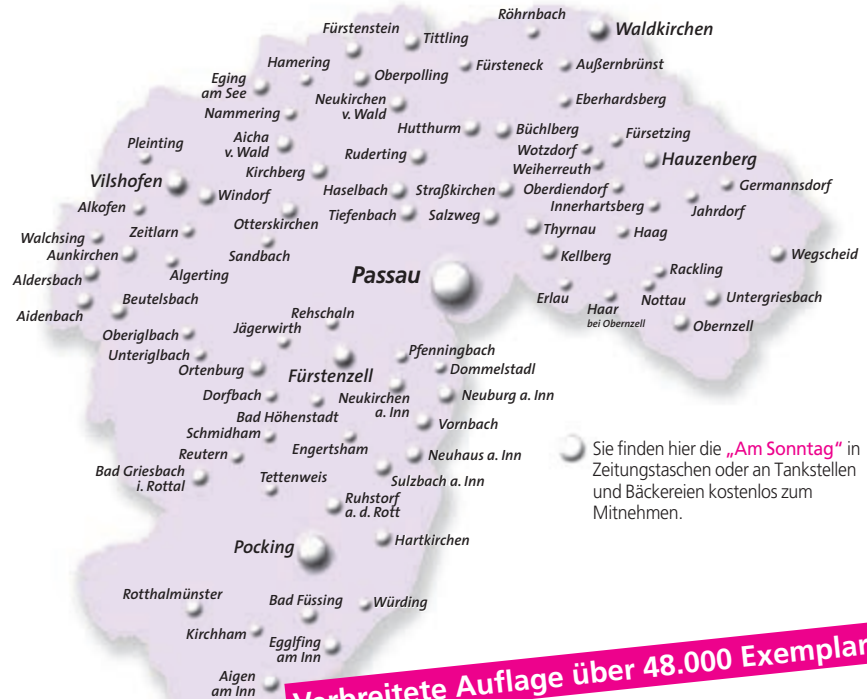 Röhrnbach
Waldkirchen
Fürstenstein
Tittling
Hamering
Fürsteneck
Außernbrünst
Oberpolling
Eging
am See
Neukirchen
v. Wald
Eberhardsberg
Nammering
Hutthurm
Büchlberg
Fürsetzing
Pleinting
Aicha
v. Wald
Wotzdorf
Ruderting
Weiherreuth
Hauzenberg
Kirchberg
Vilshofen
Windorf
Haselbach
Straßkirchen
Oberdiendorf
Germannsdorf
Alkofen
Otterskirchen
Tiefenbach
Salzweg
Innerhartsberg
Jahrdorf
Walchsing
Zeitlarn
Thyrnau
Haag
Aunkirchen
Sandbach
Kellberg
Wegscheid
Aldersbach
Algerting
Passau
Rackling
Aidenbach
Beutelsbach
Erlau
Haar
bei Obernzell
Nottau
Untergriesbach
Rehschaln
Jägerwirth
Obernzell
Oberiglbach
Unteriglbach
Pfenningbach
Ortenburg
Fürstenzell
Dommelstadl
Dorfbach
Neukirchen
a. Inn
Neuburg a. Inn
Bad Höhenstadt
Vornbach
Schmidham
Engertsham
Reutern
Neuhaus a. Inn
Bad Griesbach
i. Rottal
Tettenweis
Sulzbach a. Inn
Ruhstorf
a. d. Rott
Pocking
Hartkirchen
Rotthalmünster
Bad Füssing
Würding
Kirchham
Egglfing
am Inn
Aigen
am Inn
Sie finden hier die „Am Sonntag“ in
Zeitungstaschen oder an Tankstellen
und Bäckereien kostenlos zum
Mitnehmen.
Verbreitete Auflage über 48.000 Exemplar